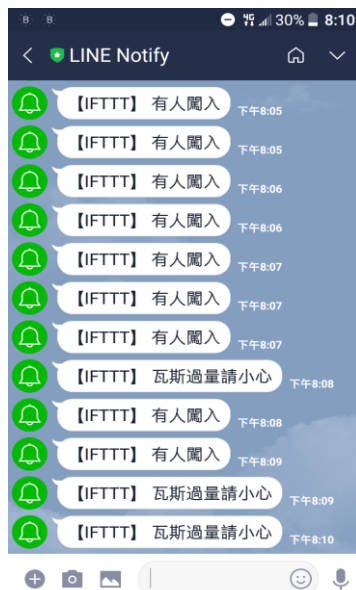 B B 30% 8:10
LINE Notify
【IFTTT】 有人闖入 下午8:05
【IFTTT】 有人闖入 下午8:05
【IFTTT】 有人闖入 下午8:06
【IFTTT】 有人闖入 下午8:06
【IFTTT】 有人闖入 下午8:07
【IFTTT】 有人闖入 下午8:07
【IFTTT】 有人闖入 下午8:07
【IFTTT】 瓦斯過量請小心 下午8:08
【IFTTT】 有人闖入 下午8:08
【IFTTT】 有人闖入 下午8:09
【IFTTT】 瓦斯過量請小心 下午8:09
【IFTTT】 瓦斯過量請小心 下午8:10